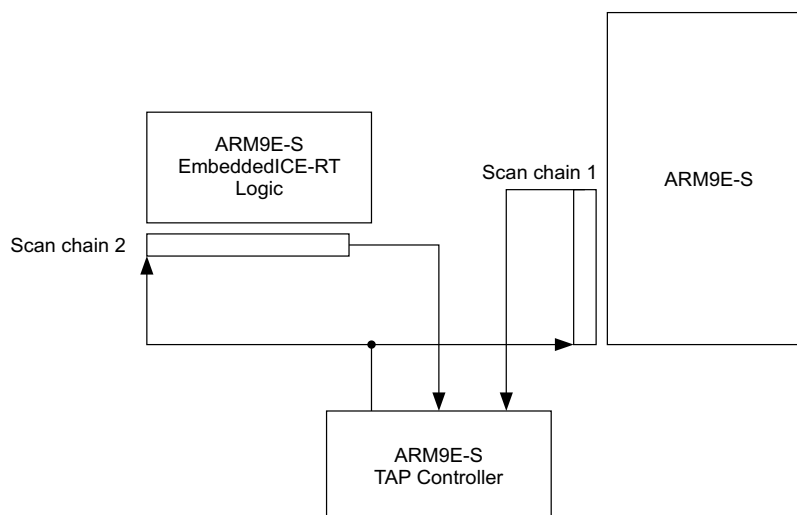 ARM9E-S
EmbeddedICE-RT
Logic
Scan chain 1
ARM9E-S
Scan chain 2
ARM9E-S
TAP Controller